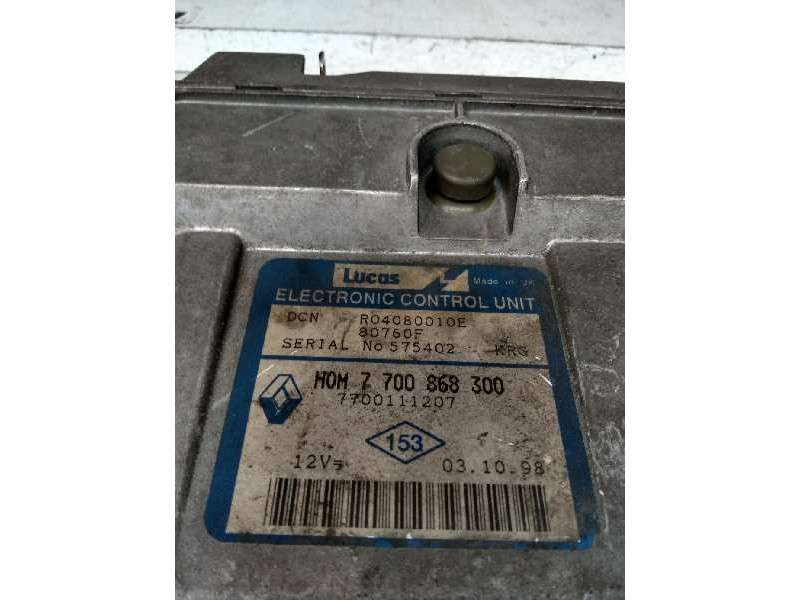 Lucas Made in UK
ELECTRONIC CONTROL UNIT
DCN R04080010E
80760F
SERIAL No 575402 KRG
HOM 7 700 868 300
7700111207
153
12V⎓ 03.10.98